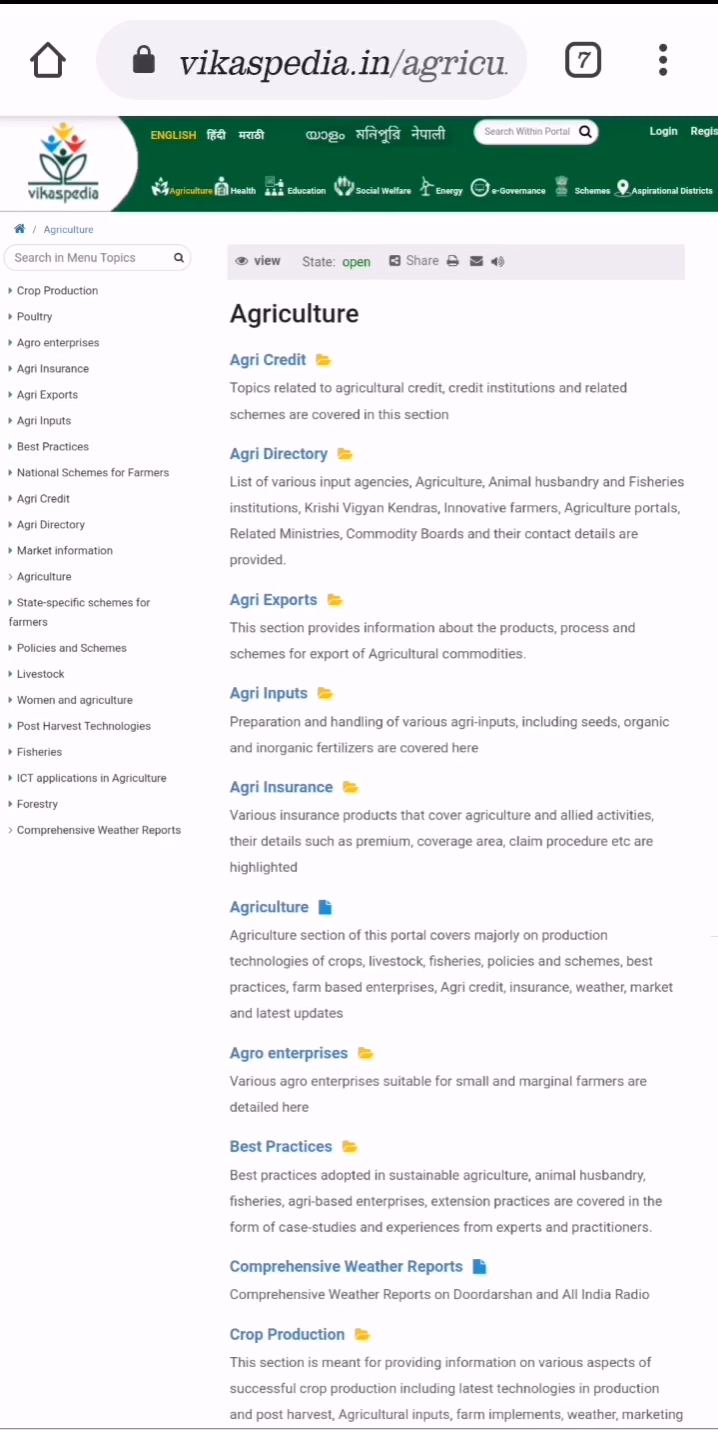 vikaspedia.in/agricu
7
ENGLISH हिंदी मराठी മലയാളം মনিপুরি नेपाली
Search Within Portal
Login Regis
vikaspedia
Agriculture Health Education Social Welfare Energy e-Governance Schemes Aspirational Districts
/ Agriculture
Search in Menu Topics
Crop Production
Poultry
Agro enterprises
Agri Insurance
Agri Exports
Agri Inputs
Best Practices
National Schemes for Farmers
Agri Credit
Agri Directory
Market information
Agriculture
State-specific schemes for
farmers
Policies and Schemes
Livestock
Women and agriculture
Post Harvest Technologies
Fisheries
ICT applications in Agriculture
Forestry
Comprehensive Weather Reports
view State: open Share
Agriculture
Agri Credit
Topics related to agricultural credit, credit institutions and related
schemes are covered in this section
Agri Directory
List of various input agencies, Agriculture, Animal husbandry and Fisheries
institutions, Krishi Vigyan Kendras, Innovative farmers, Agriculture portals,
Related Ministries, Commodity Boards and their contact details are
provided.
Agri Exports
This section provides information about the products, process and
schemes for export of Agricultural commodities.
Agri Inputs
Preparation and handling of various agri-inputs, including seeds, organic
and inorganic fertilizers are covered here
Agri Insurance
Various insurance products that cover agriculture and allied activities,
their details such as premium, coverage area, claim procedure etc are
highlighted
Agriculture
Agriculture section of this portal covers majorly on production
technologies of crops, livestock, fisheries, policies and schemes, best
practices, farm based enterprises, Agri credit, insurance, weather, market
and latest updates
Agro enterprises
Various agro enterprises suitable for small and marginal farmers are
detailed here
Best Practices
Best practices adopted in sustainable agriculture, animal husbandry,
fisheries, agri-based enterprises, extension practices are covered in the
form of case-studies and experiences from experts and practitioners.
Comprehensive Weather Reports
Comprehensive Weather Reports on Doordarshan and All India Radio
Crop Production
This section is meant for providing information on various aspects of
successful crop production including latest technologies in production
and post harvest, Agricultural inputs, farm implements, weather, marketing